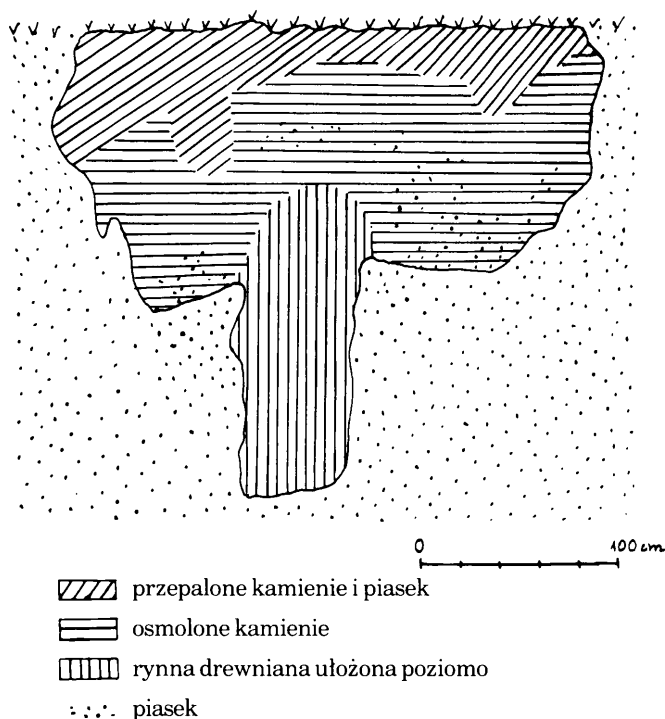 0 100 cm
przepalone kamienie i piasek
osmolone kamienie
rynna drewniana ułożona poziomo
piasek